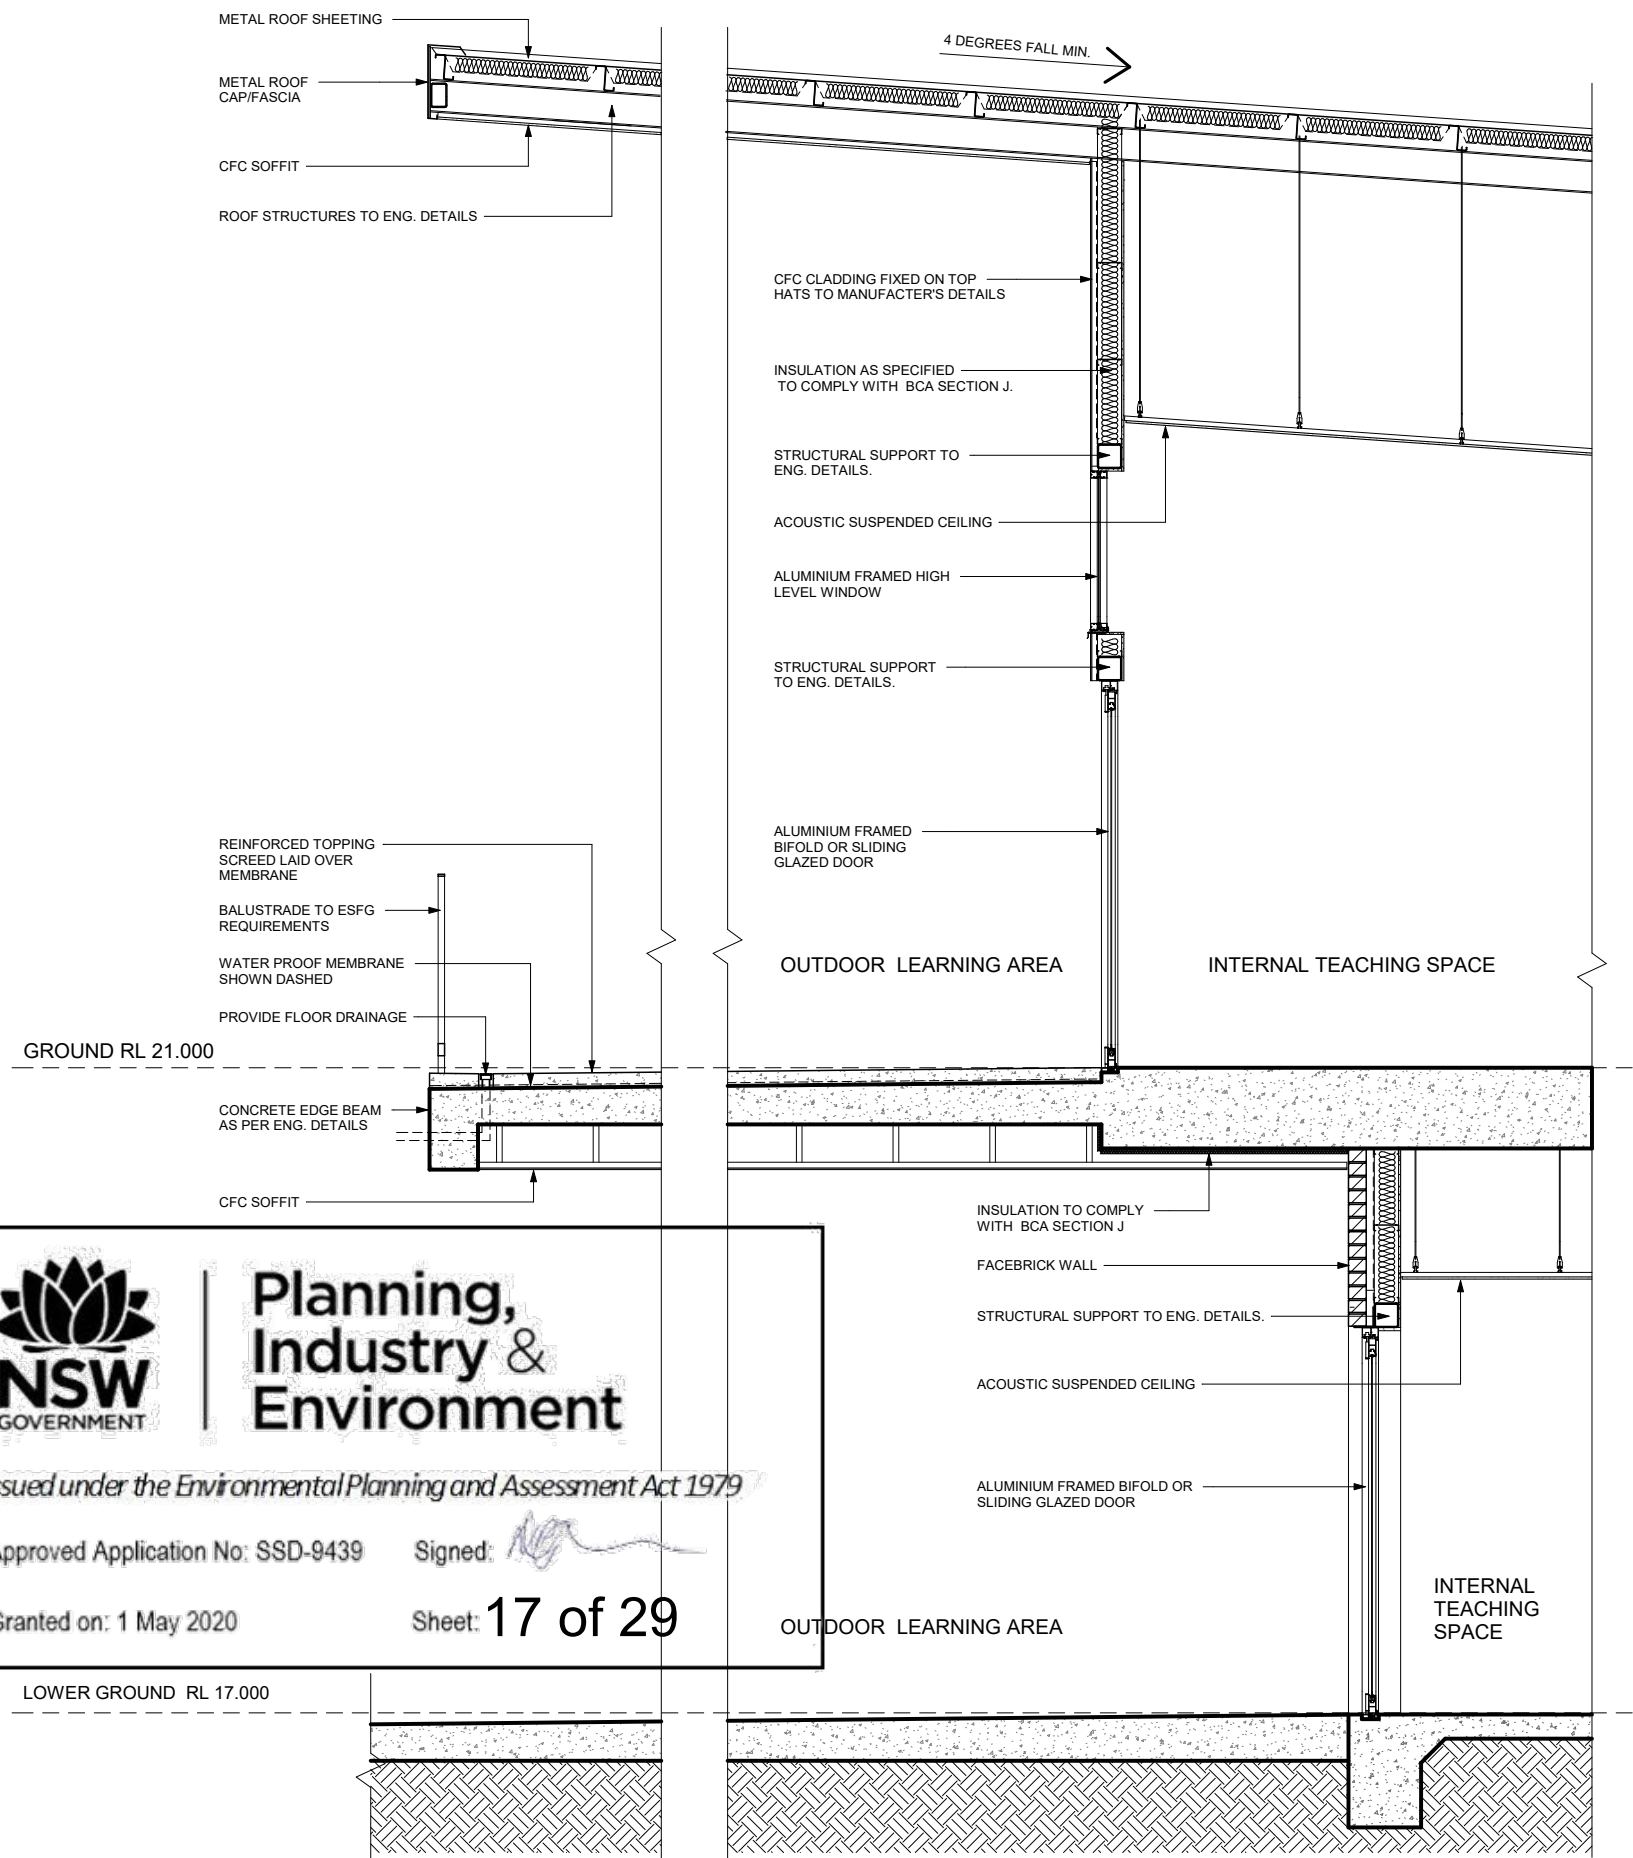 METAL ROOF SHEETING
METAL ROOF
CAP/FASCIA
CFC SOFFIT
ROOF STRUCTURES TO ENG. DETAILS
4 DEGREES FALL MIN.
CFC CLADDING FIXED ON TOP
HATS TO MANUFACTER'S DETAILS
INSULATION AS SPECIFIED
TO COMPLY WITH BCA SECTION J.
STRUCTURAL SUPPORT TO
ENG. DETAILS.
ACOUSTIC SUSPENDED CEILING
ALUMINIUM FRAMED HIGH
LEVEL WINDOW
STRUCTURAL SUPPORT
TO ENG. DETAILS.
ALUMINIUM FRAMED
BIFOLD OR SLIDING
GLAZED DOOR
REINFORCED TOPPING
SCREED LAID OVER
MEMBRANE
BALUSTRADE TO ESFG
REQUIREMENTS
WATER PROOF MEMBRANE
SHOWN DASHED
PROVIDE FLOOR DRAINAGE
OUTDOOR LEARNING AREA
INTERNAL TEACHING SPACE
GROUND RL 21.000
CONCRETE EDGE BEAM
AS PER ENG. DETAILS
CFC SOFFIT
INSULATION TO COMPLY
WITH BCA SECTION J
FACEBRICK WALL
STRUCTURAL SUPPORT TO ENG. DETAILS.
ACOUSTIC SUSPENDED CEILING
ALUMINIUM FRAMED BIFOLD OR
SLIDING GLAZED DOOR
INTERNAL
TEACHING
SPACE
OUTDOOR LEARNING AREA
NSW
GOVERNMENT
Planning,
Industry &
Environment
ssued under the Environmental Planning and Assessment Act 1979
Approved Application No: SSD-9439 Signed:
Granted on: 1 May 2020 Sheet: 17 of 29
LOWER GROUND RL 17.000